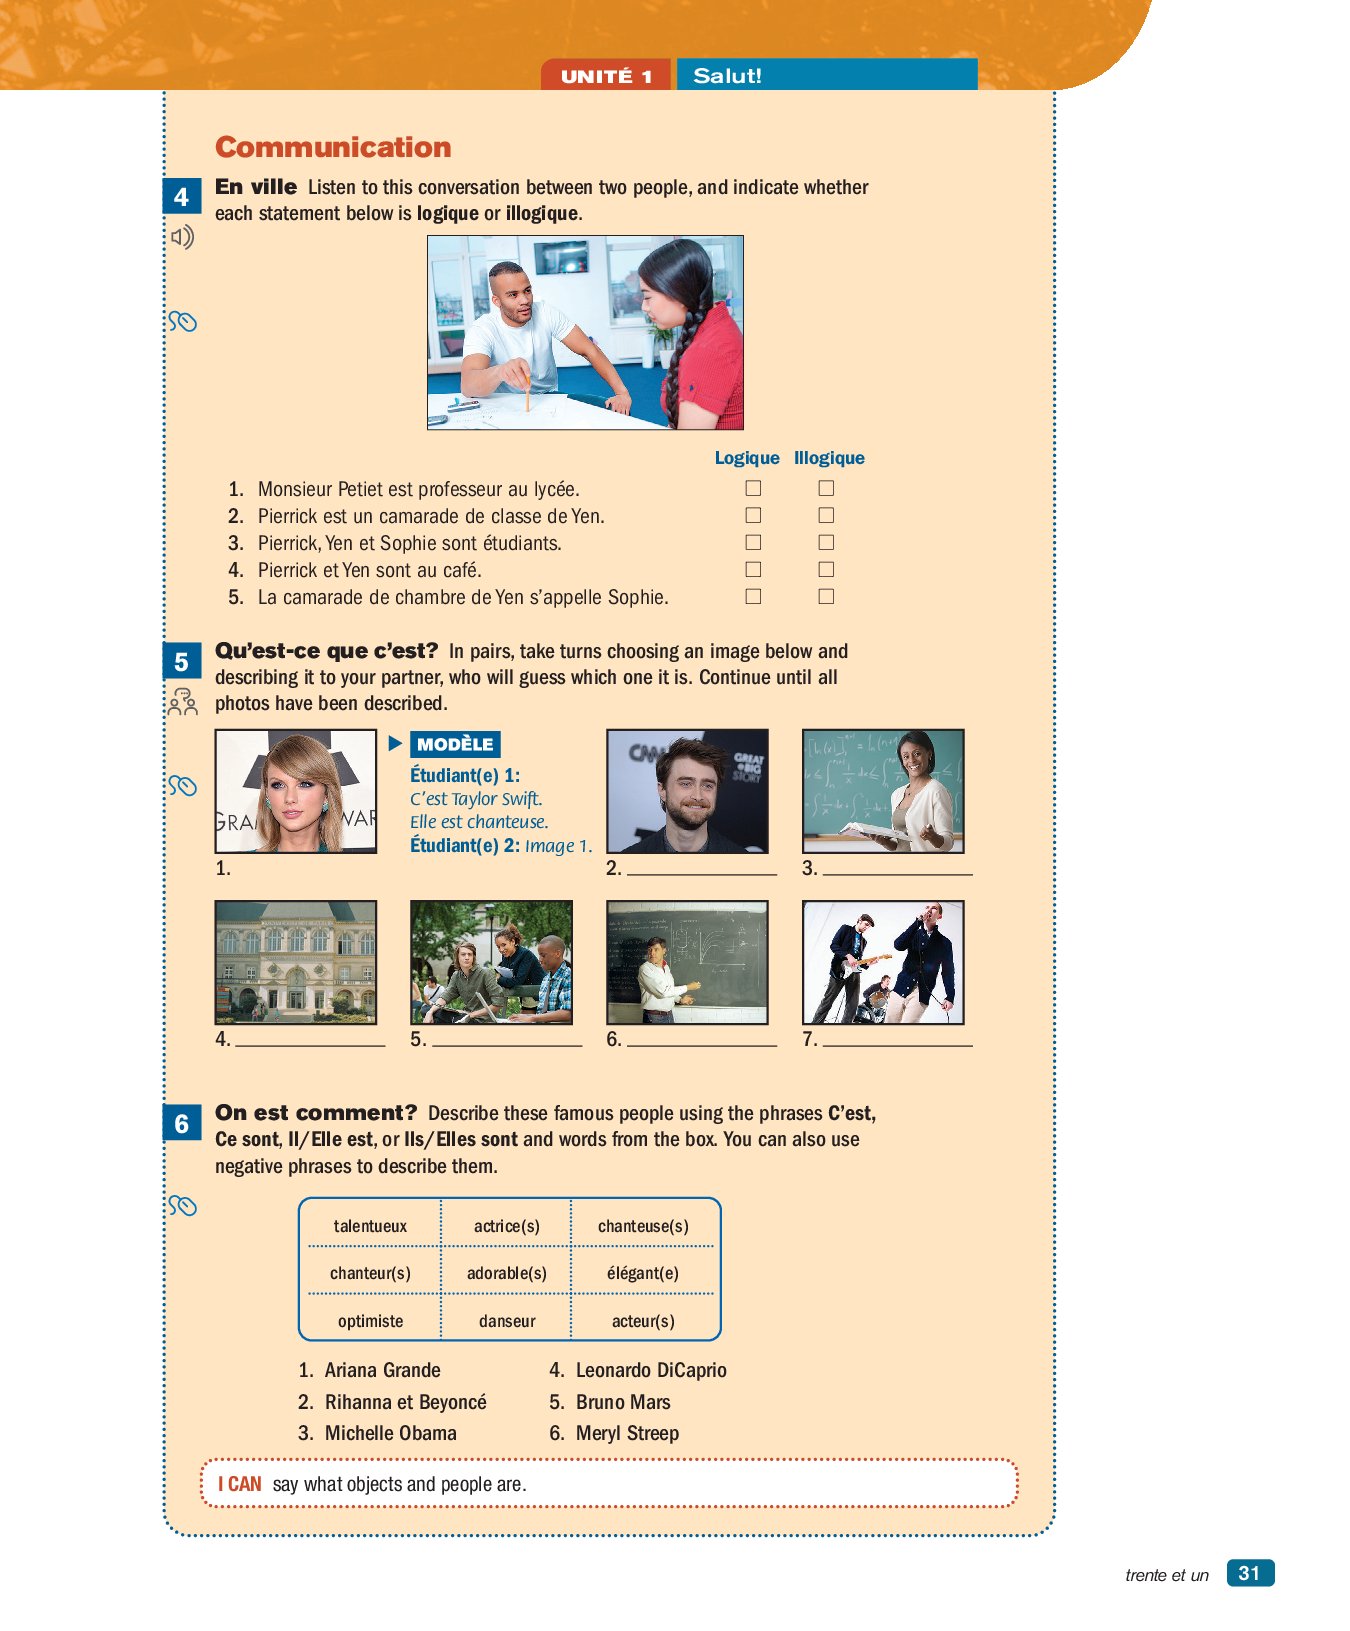 UNITÉ 1 Salut!
Communication
4 En ville Listen to this conversation between two people, and indicate whether
each statement below is logique or illogique.
Logique Illogique
1. Monsieur Petiet est professeur au lycée.
2. Pierrick est un camarade de classe de Yen.
3. Pierrick, Yen et Sophie sont étudiants.
4. Pierrick et Yen sont au café.
5. La camarade de chambre de Yen s’appelle Sophie.
5 Qu’est-ce que c’est? In pairs, take turns choosing an image below and
describing it to your partner, who will guess which one it is. Continue until all
photos have been described.
MODÈLE
Étudiant(e) 1:
C’est Taylor Swift.
Elle est chanteuse.
Étudiant(e) 2: Image 1.
GREAT
BIG
STORY
1.
2.
3.
4.
5.
6.
7.
6 On est comment? Describe these famous people using the phrases C’est,
Ce sont, Il/Elle est, or Ils/Elles sont and words from the box. You can also use
negative phrases to describe them.
talentueux actrice(s) chanteuse(s)
chanteur(s) adorable(s) élégant(e)
optimiste danseur acteur(s)
1. Ariana Grande
2. Rihanna et Beyoncé
3. Michelle Obama
4. Leonardo DiCaprio
5. Bruno Mars
6. Meryl Streep
I CAN say what objects and people are.
trente et un 31